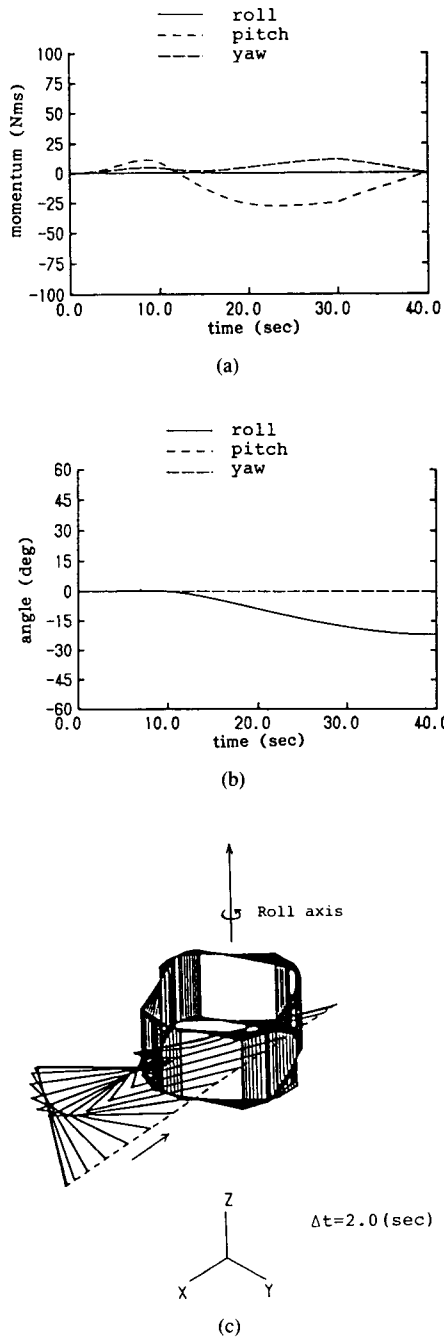 roll
pitch
yaw
100
75
50
25
0
-25
-50
-75
-100
momentum (Nms)
0.0 10.0 20.0 30.0 40.0
time (sec)
(a)
roll
pitch
yaw
60
45
30
15
0
-15
-30
-45
-60
angle (deg)
0.0 10.0 20.0 30.0 40.0
time (sec)
(b)
Roll axis
Z
X
Y
Δt=2.0(sec)
(c)